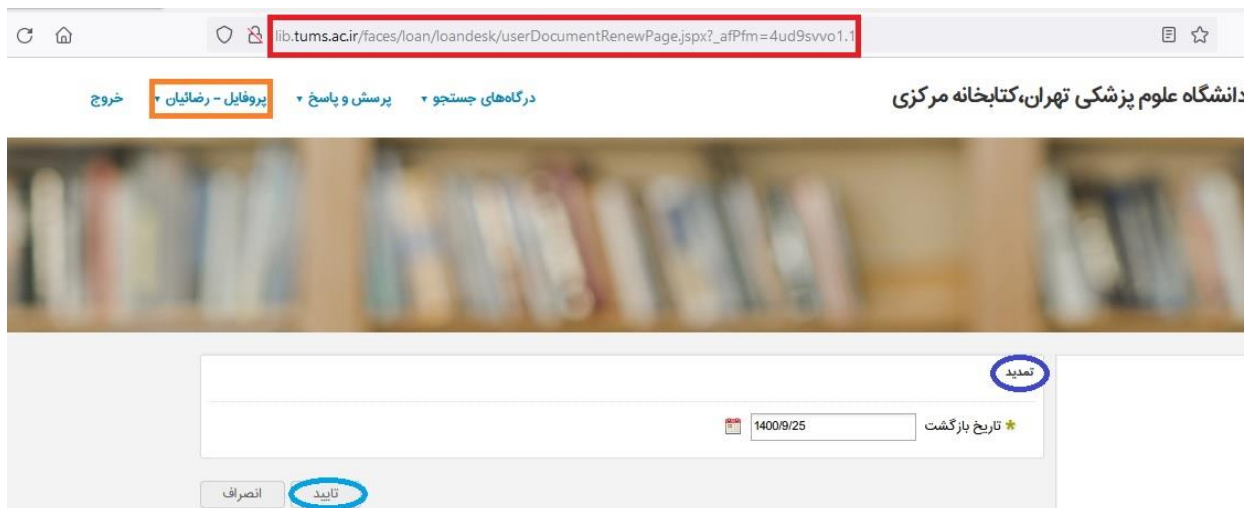 lib.tums.ac.ir/faces/loan/loandesk/userDocumentRenewPage.jspx?_afPfm=4ud9svvo1.1
دانشگاه علوم پزشکی تهران،کتابخانه مرکزی
درگاه‌های جستجو پرسش و پاسخ پروفایل - رضائیان خروج
تمدید
* تاریخ بازگشت 1400/9/25
تایید انصراف